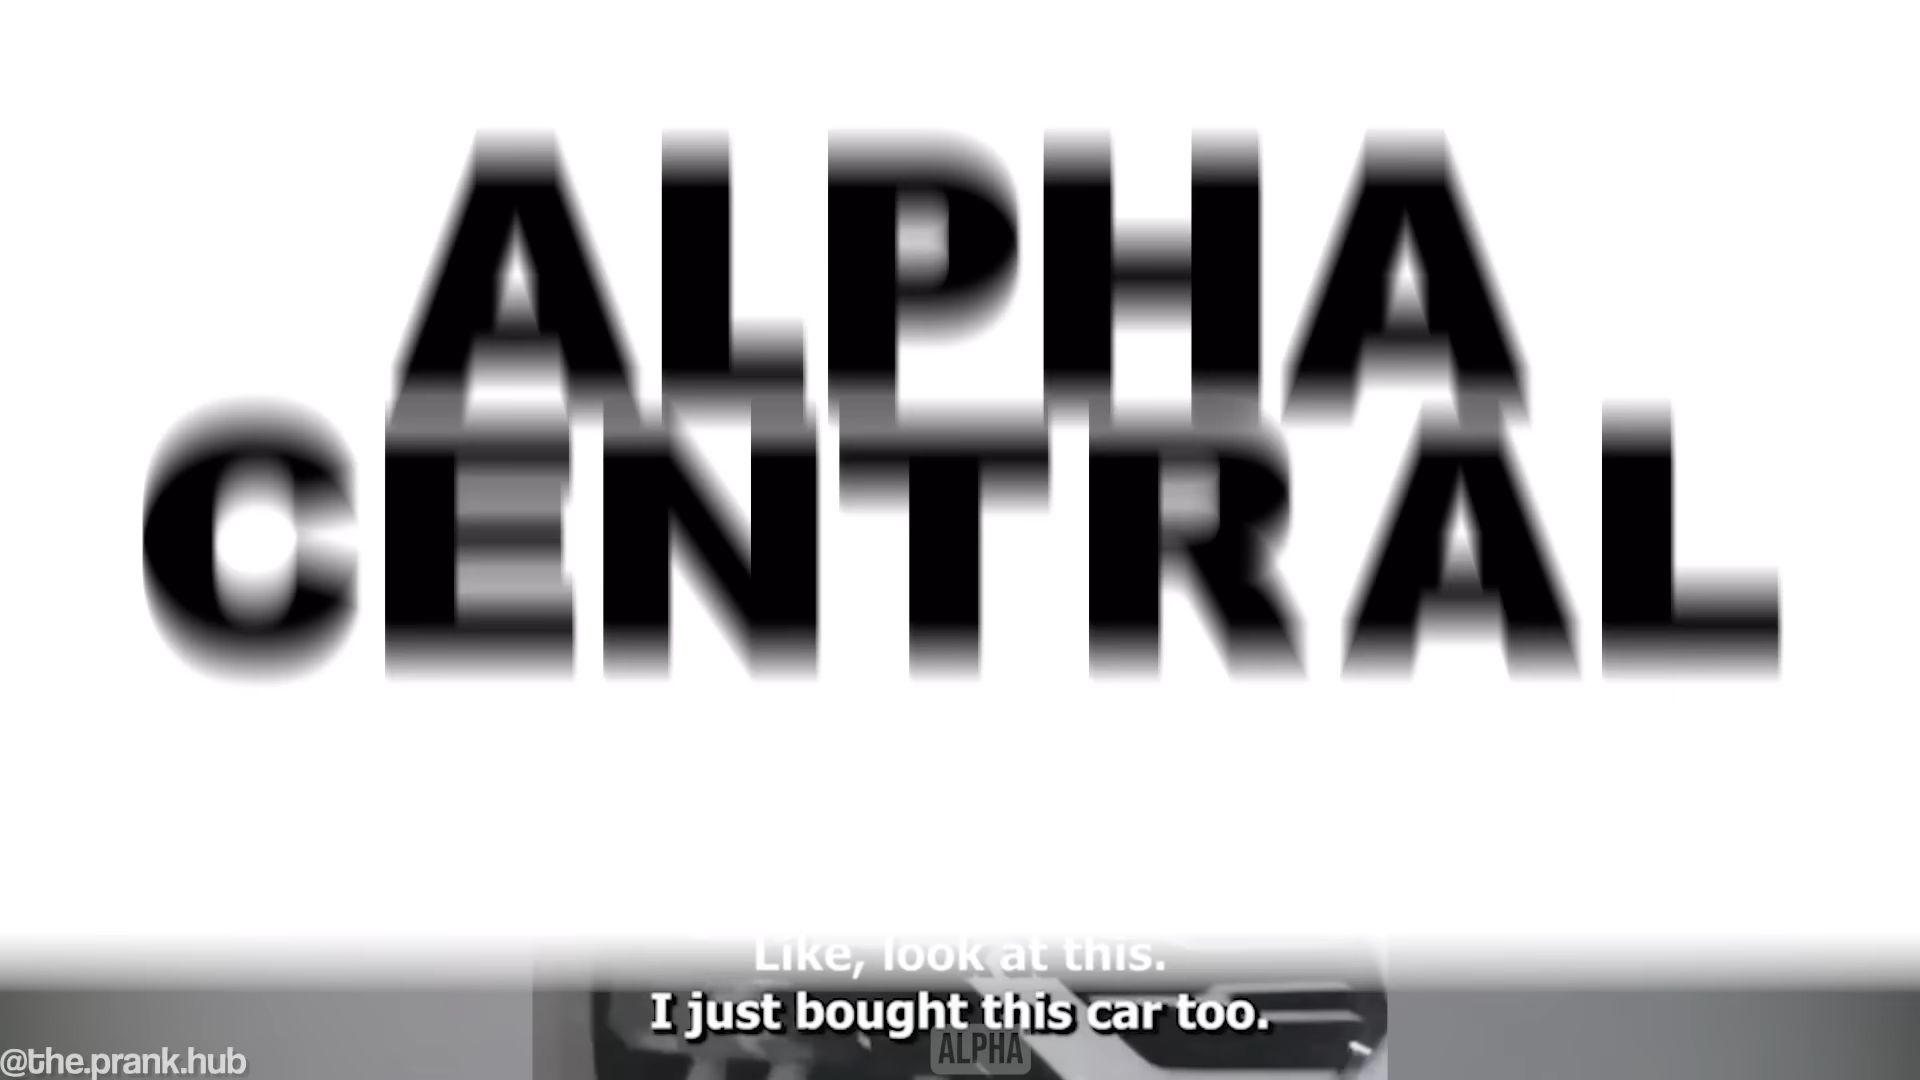 ALPHA
CENTRAL
Like, look at this.
I just bought this car too.
ALPHA
@the.prank.hub